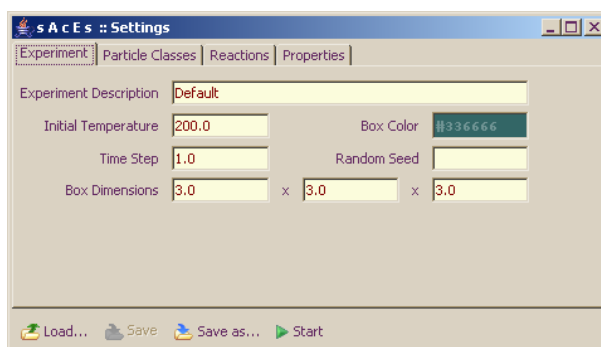 s A c E s :: Settings
Experiment Particle Classes Reactions Properties
Experiment Description Default
Initial Temperature 200.0 Box Color #336666
Time Step 1.0 Random Seed
Box Dimensions 3.0 x 3.0 x 3.0
Load... Save Save as... Start